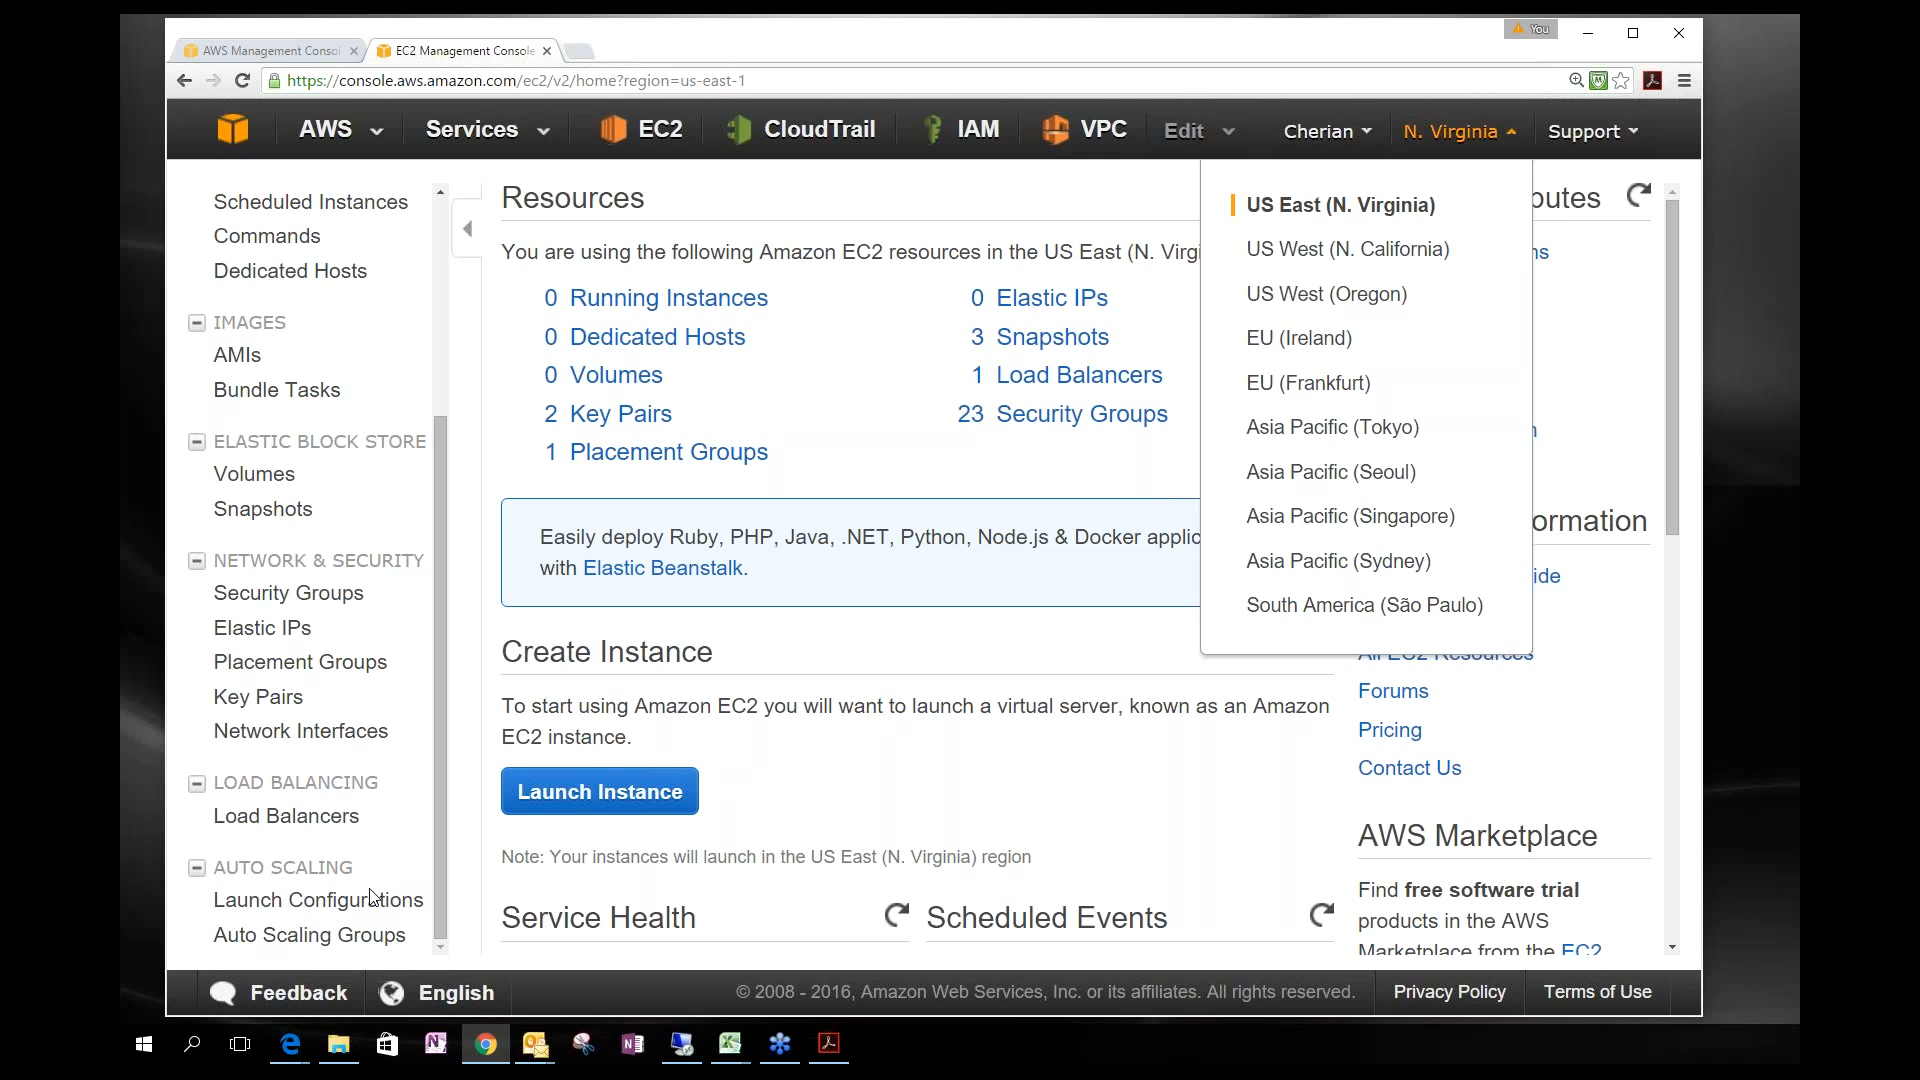 You
AWS Management Consol
EC2 Management Console
https://console.aws.amazon.com/ec2/v2/home?region=us-east-1
AWS Services EC2 CloudTrail IAM VPC Edit Cherian N. Virginia Support
Scheduled Instances
Commands
Dedicated Hosts
IMAGES
AMIs
Bundle Tasks
ELASTIC BLOCK STORE
Volumes
Snapshots
NETWORK & SECURITY
Security Groups
Elastic IPs
Placement Groups
Key Pairs
Network Interfaces
LOAD BALANCING
Load Balancers
AUTO SCALING
Launch Configurations
Auto Scaling Groups
Resources
You are using the following Amazon EC2 resources in the US East (N. Virgi
0 Running Instances
0 Elastic IPs
0 Dedicated Hosts
3 Snapshots
0 Volumes
1 Load Balancers
2 Key Pairs
23 Security Groups
1 Placement Groups
Easily deploy Ruby, PHP, Java, .NET, Python, Node.js & Docker applic
with Elastic Beanstalk.
Create Instance
To start using Amazon EC2 you will want to launch a virtual server, known as an Amazon
EC2 instance.
Launch Instance
Note: Your instances will launch in the US East (N. Virginia) region
Service Health
Scheduled Events
US East (N. Virginia)
US West (N. California)
US West (Oregon)
EU (Ireland)
EU (Frankfurt)
Asia Pacific (Tokyo)
Asia Pacific (Seoul)
Asia Pacific (Singapore)
Asia Pacific (Sydney)
South America (São Paulo)
butes
ns
ormation
ide
All EC2 Resources
Forums
Pricing
Contact Us
AWS Marketplace
Find free software trial
products in the AWS
Marketplace from the EC2
Feedback English © 2008 - 2016, Amazon Web Services, Inc. or its affiliates. All rights reserved. Privacy Policy Terms of Use